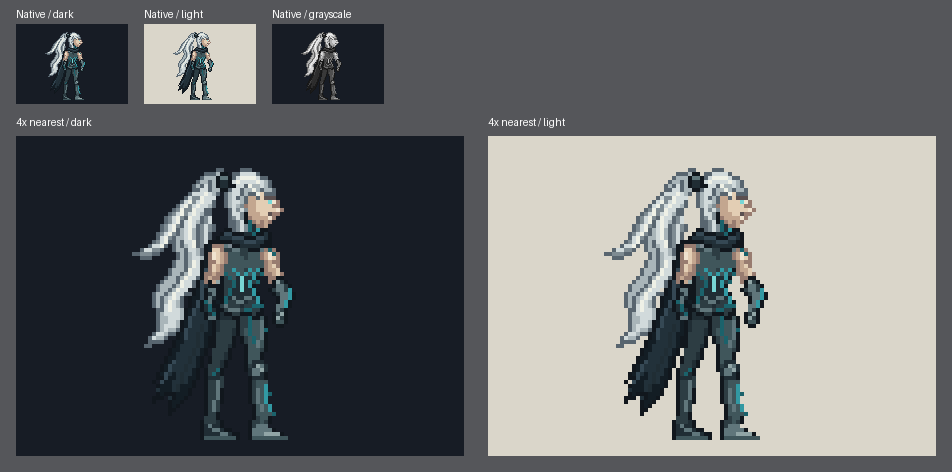 Native / dark
Native / light
Native / grayscale
4x nearest / dark
4x nearest / light